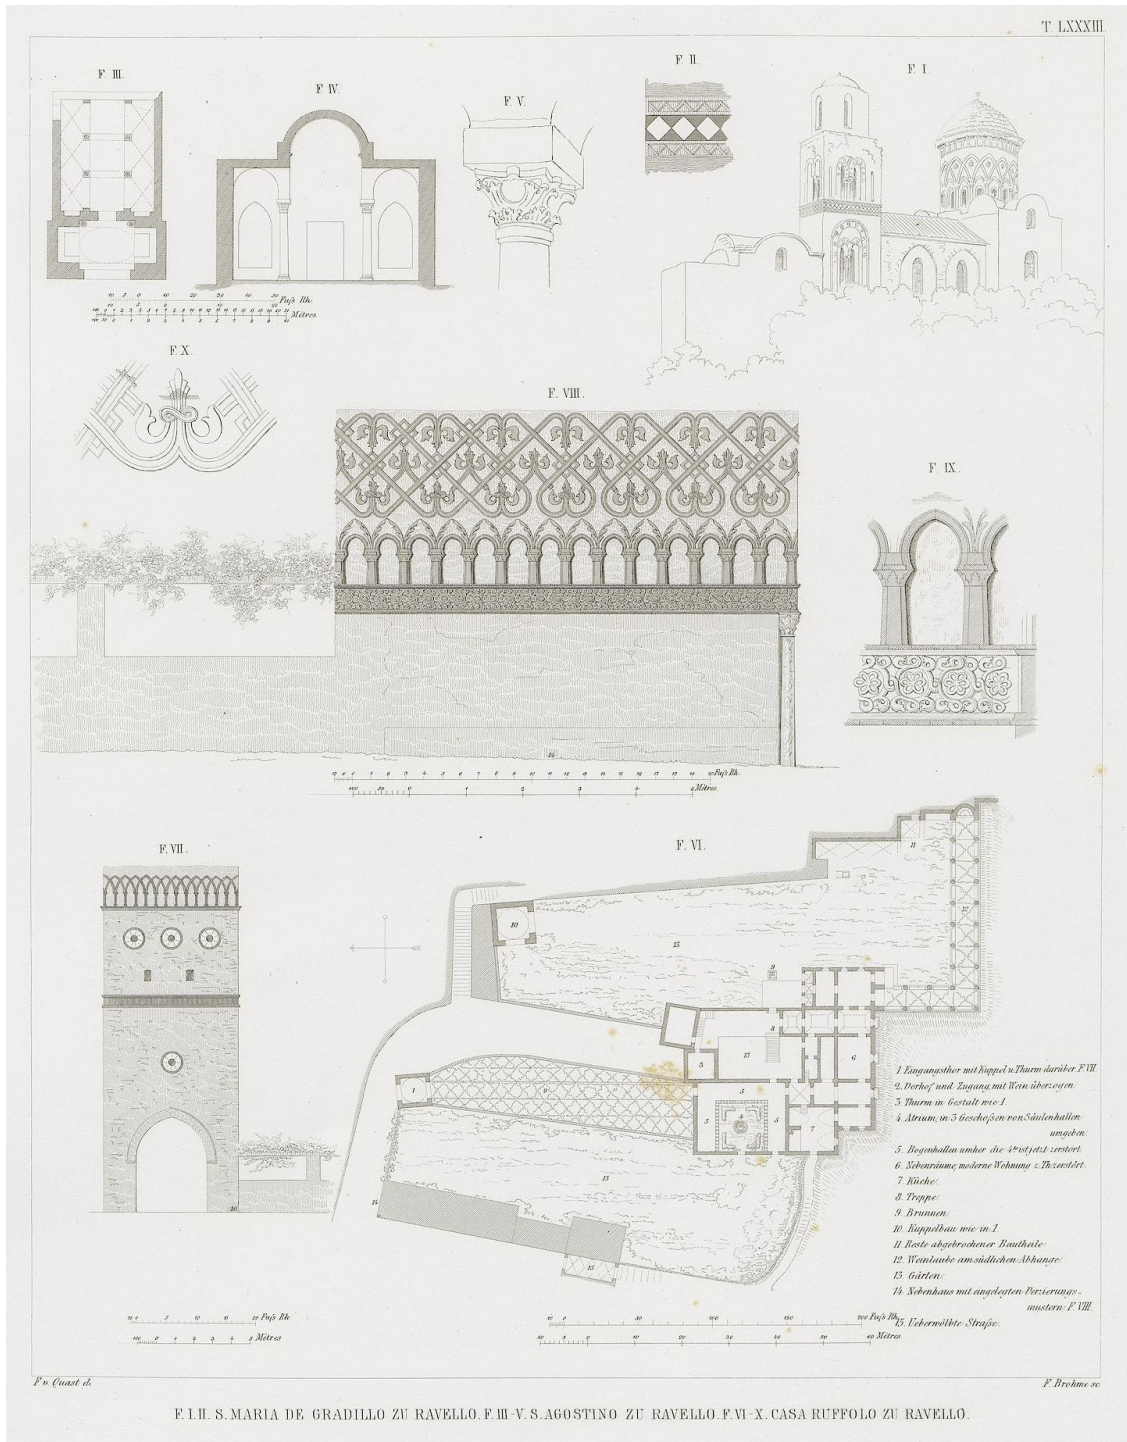 T. LXXXIII.
F. III.
F. IV.
F. V.
F. II.
F. I.
Fuſs Rh.
Mètres.
F. X.
F. VIII.
F. IX.
14
Fuſs Rh.
Mètres.
F. VII.
F. VI.
1. Eingangsthor mit Kuppel u. Thurm darüber. F. VII.
2. Vorhof und Zugang mit Wein überzogen.
3. Thurm in Gestalt wie 1.
4. Atrium, in 3 Geschoſsen von Säulenhallen
umgeben.
5. Bogenhallen umher die 4te ist jetzt zerstört.
6. Nebenräume, moderne Wohnung z. Th. zerstört.
7. Küche.
8. Treppe.
9. Brunnen.
10. Kuppelbau wie in 1.
11. Reste abgebrochener Bautheile.
12. Weinlaube am südlichen Abhange.
13. Gärten.
14. Nebenhaus mit eingelegten Verzierungs-
mustern. F. VIII.
15. Ueberwölbte Straſse.
Fuſs Rh.
Mètres
Fuſs Rh.
Mètres.
F. v. Quast d.
F. Brohme sc.
F. I. II. S. MARIA DE GRADILLO ZU RAVELLO. F. III-V. S. AGOSTINO ZU RAVELLO. F. VI-X. CASA RUFFOLO ZU RAVELLO.